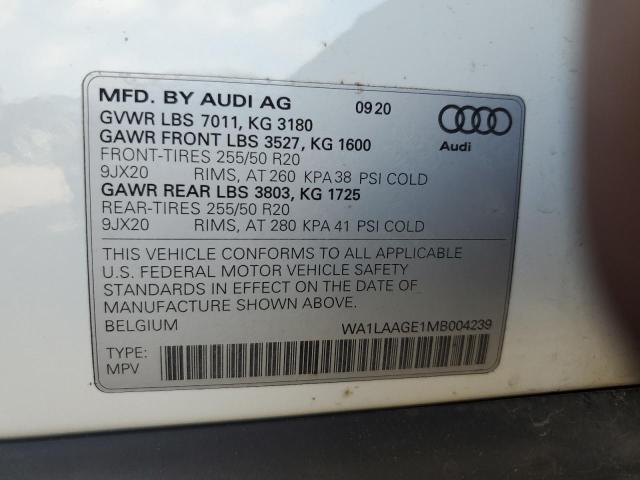 MFD. BY AUDI AG 0920
GVWR LBS 7011, KG 3180
GAWR FRONT LBS 3527, KG 1600
FRONT-TIRES 255/50 R20
9JX20 RIMS, AT 260 KPA 38 PSI COLD
GAWR REAR LBS 3803, KG 1725
REAR-TIRES 255/50 R20
9JX20 RIMS, AT 280 KPA 41 PSI COLD
Audi
THIS VEHICLE CONFORMS TO ALL APPLICABLE
U.S. FEDERAL MOTOR VEHICLE SAFETY
STANDARDS IN EFFECT ON THE DATE OF
MANUFACTURE SHOWN ABOVE.
BELGIUM WA1LAAGE1MB004239
TYPE:
MPV